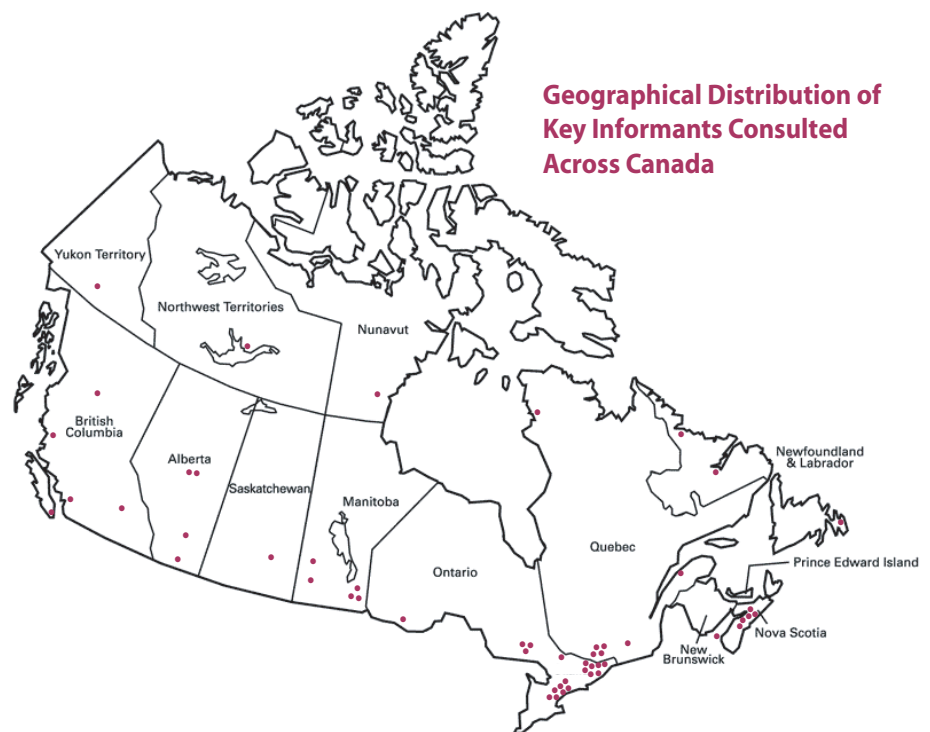 Geographical Distribution of
Key Informants Consulted
Across Canada
Yukon Territory
Northwest Territories
Nunavut
British
Columbia
Alberta
Saskatchewan
Manitoba
Ontario
Quebec
Newfoundland
& Labrador
Prince Edward Island
Nova Scotia
New
Brunswick